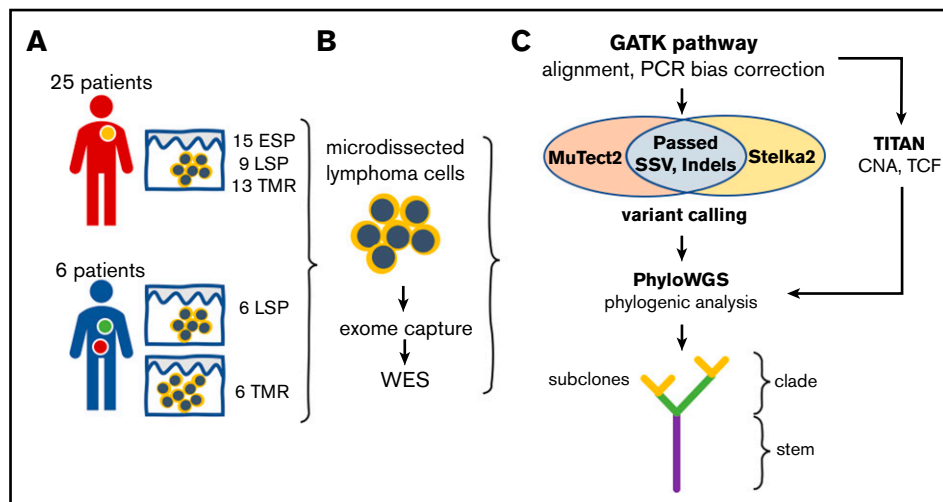 A
25 patients
15 ESP
9 LSP
13 TMR
6 patients
6 LSP
6 TMR
B
microdissected
lymphoma cells
exome capture
WES
C
GATK pathway
alignment, PCR bias correction
MuTect2
Passed
SSV, Indels
Stelka2
variant calling
TITAN
CNA, TCF
PhyloWGS
phylogenic analysis
subclones
clade
stem